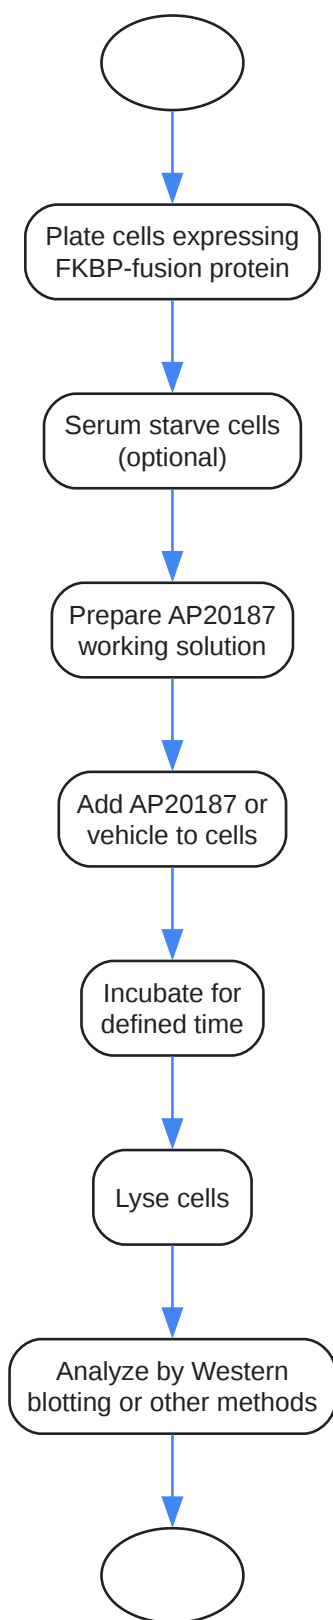 Plate cells expressing
FKBP-fusion protein
Serum starve cells
(optional)
Prepare AP20187
working solution
Add AP20187 or
vehicle to cells
Incubate for
defined time
Lyse cells
Analyze by Western
blotting or other methods